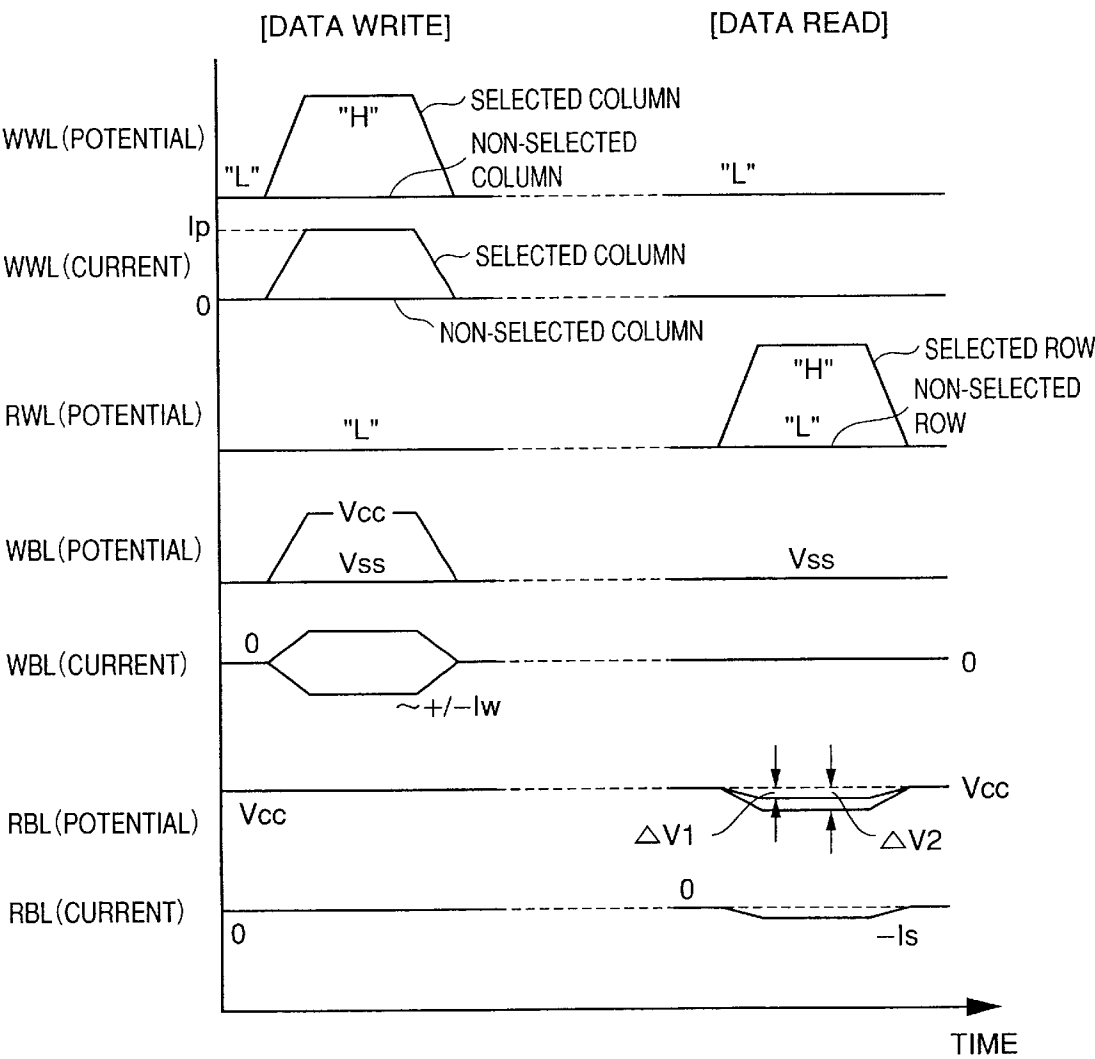 [DATA WRITE]
[DATA READ]
WWL(POTENTIAL)
"L"
"H"
SELECTED COLUMN
NON-SELECTED
COLUMN
"L"
Ip
WWL(CURRENT)
0
SELECTED COLUMN
NON-SELECTED COLUMN
RWL(POTENTIAL)
"L"
"H"
"L"
SELECTED ROW
NON-SELECTED
ROW
WBL(POTENTIAL)
Vcc
Vss
Vss
WBL(CURRENT)
0
~+/-Iw
0
RBL(POTENTIAL)
Vcc
△V1
△V2
Vcc
RBL(CURRENT)
0
0
-Is
TIME